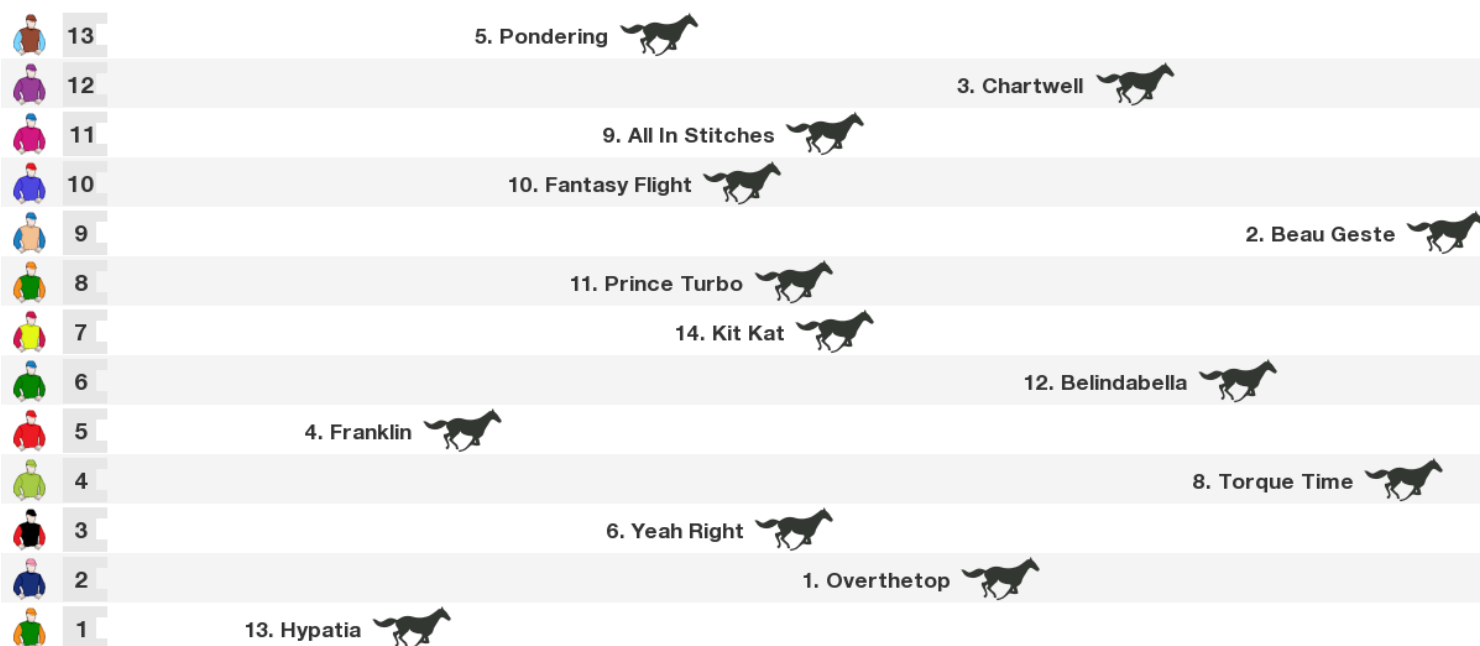 13 5. Pondering
12 3. Chartwell
11 9. All In Stitches
10 10. Fantasy Flight
9 2. Beau Geste
8 11. Prince Turbo
7 14. Kit Kat
6 12. Belindabella
5 4. Franklin
4 8. Torque Time
3 6. Yeah Right
2 1. Overthetop
1 13. Hypatia